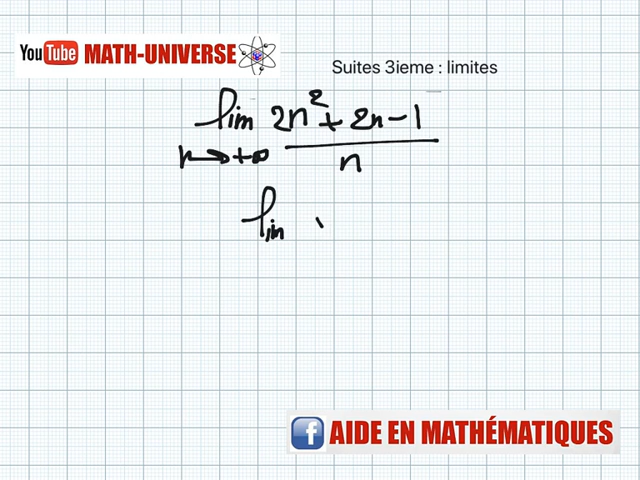 YouTube MATH-UNIVERSE
Suites 3ieme : limites
lim 2n² + 2n - 1
n→+∞ n
lim
f AIDE EN MATHÉMATIQUES